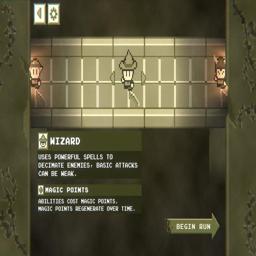 WIZARD
USES POWERFUL SPELLS TO
DECIMATE ENEMIES, BASIC ATTACKS
CAN BE WEAK.
MAGIC POINTS
ABILITIES COST MAGIC POINTS.
MAGIC POINTS REGENERATE OVER TIME.
BEGIN RUN